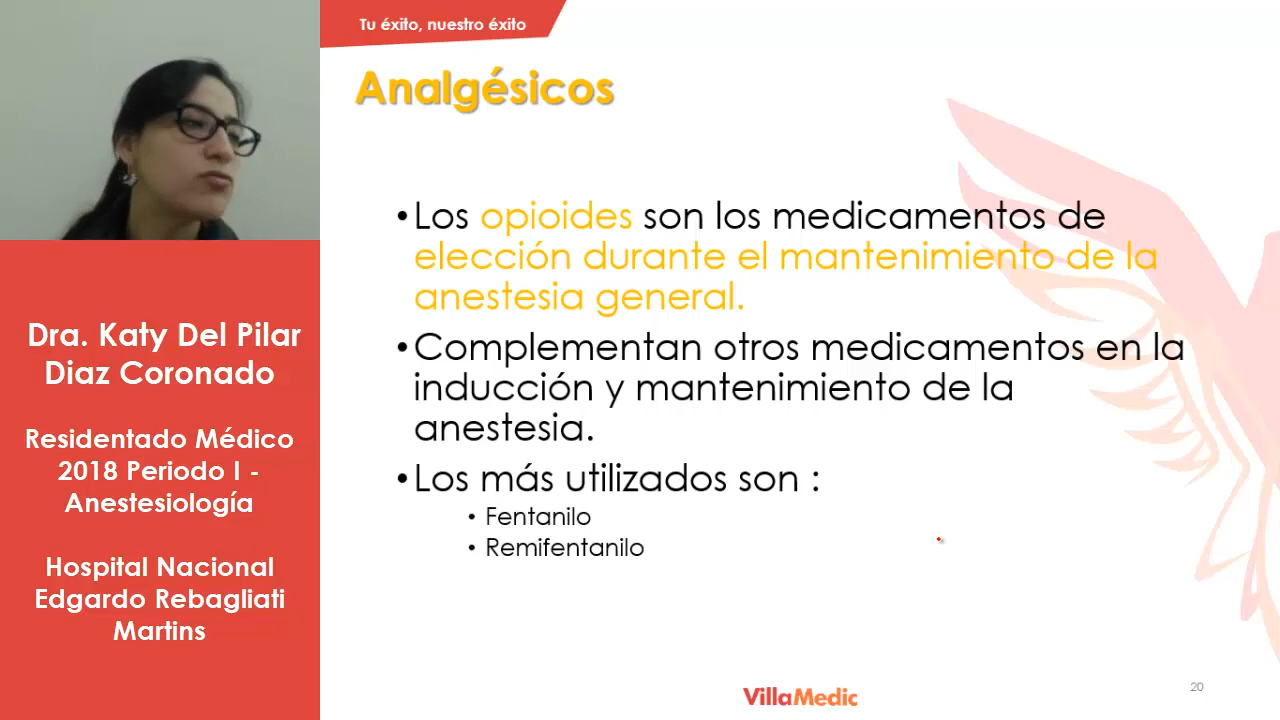 Tu éxito, nuestro éxito
Analgésicos
•Los opioides son los medicamentos de
elección durante el mantenimiento de la
anestesia general.
•Complementan otros medicamentos en la
inducción y mantenimiento de la
anestesia.
•Los más utilizados son :
• Fentanilo
• Remifentanilo
Dra. Katy Del Pilar
Diaz Coronado
Residentado Médico
2018 Periodo I -
Anestesiología
Hospital Nacional
Edgardo Rebagliati
Martins
VillaMedic
20